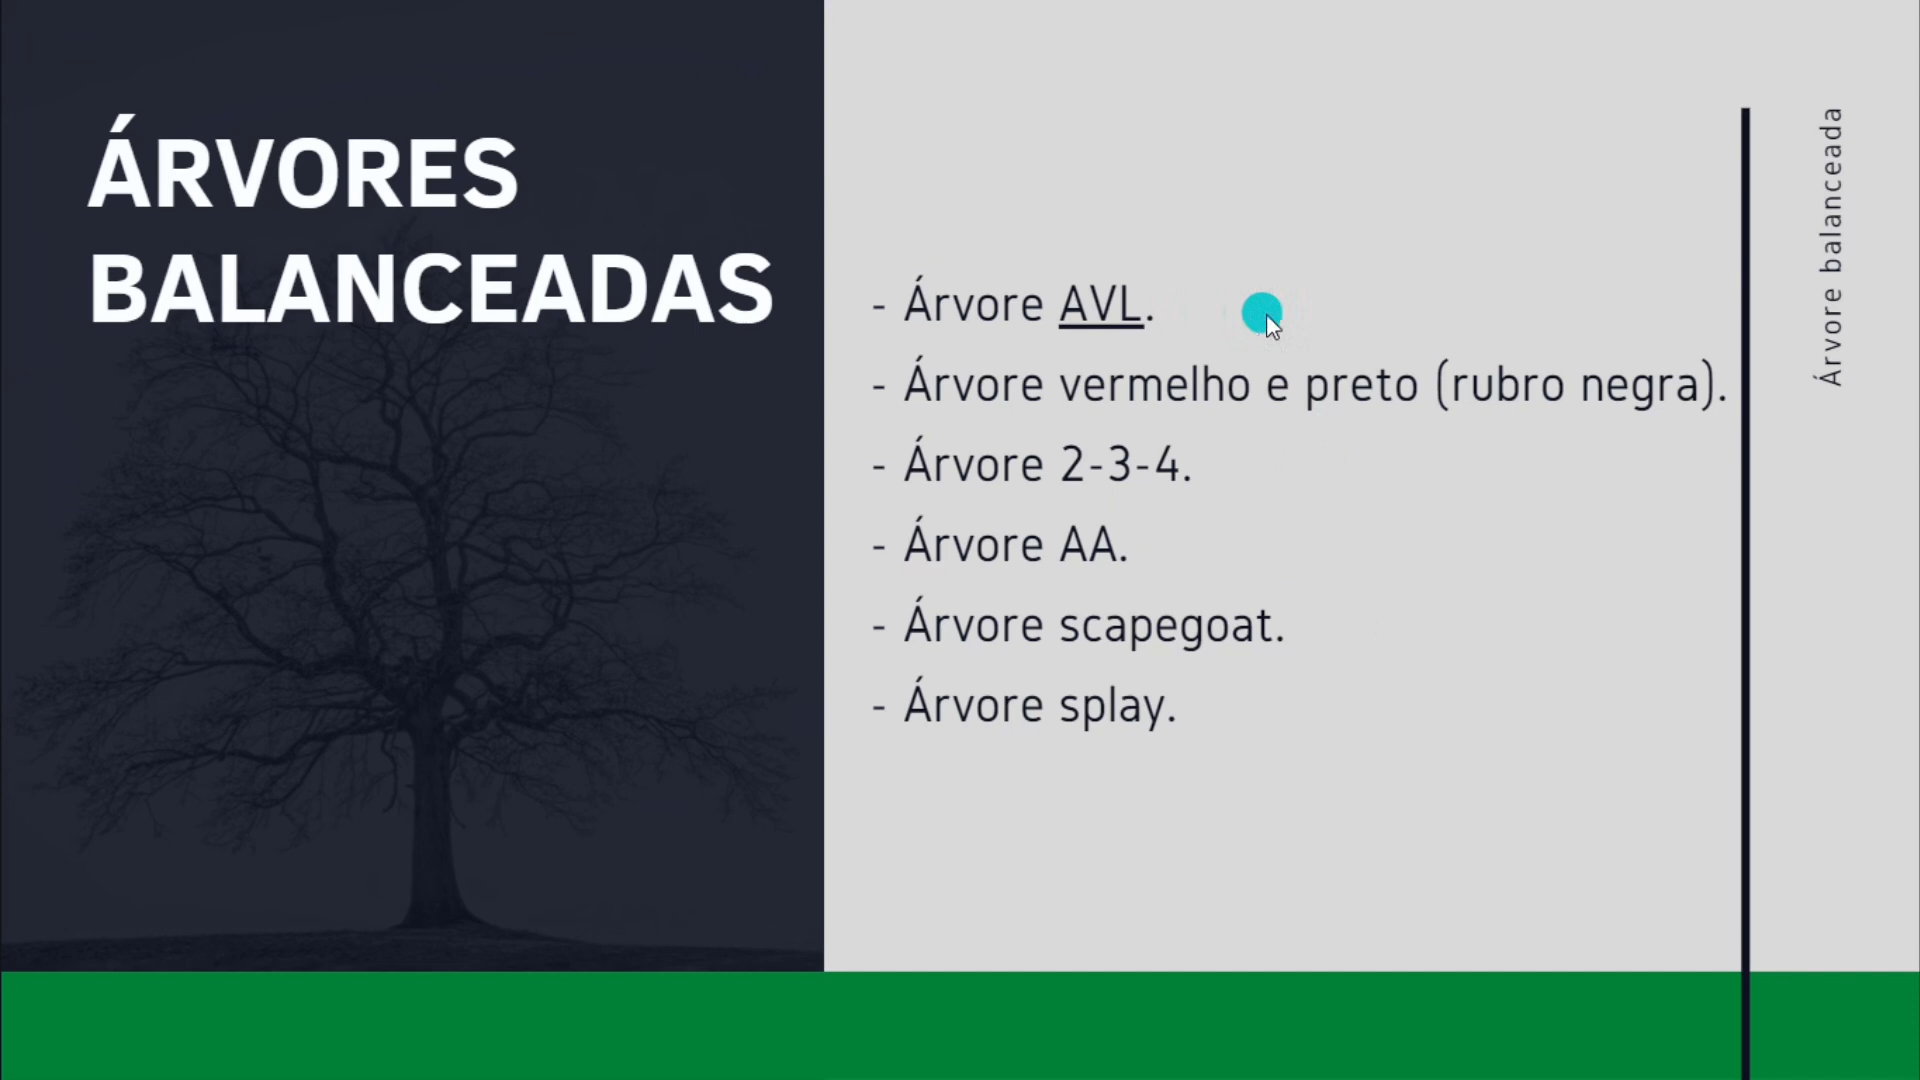 ÁRVORES
BALANCEADAS
- Árvore AVL.
- Árvore vermelho e preto (rubro negra).
- Árvore 2-3-4.
- Árvore AA.
- Árvore scapegoat.
- Árvore splay.
Árvore balanceada